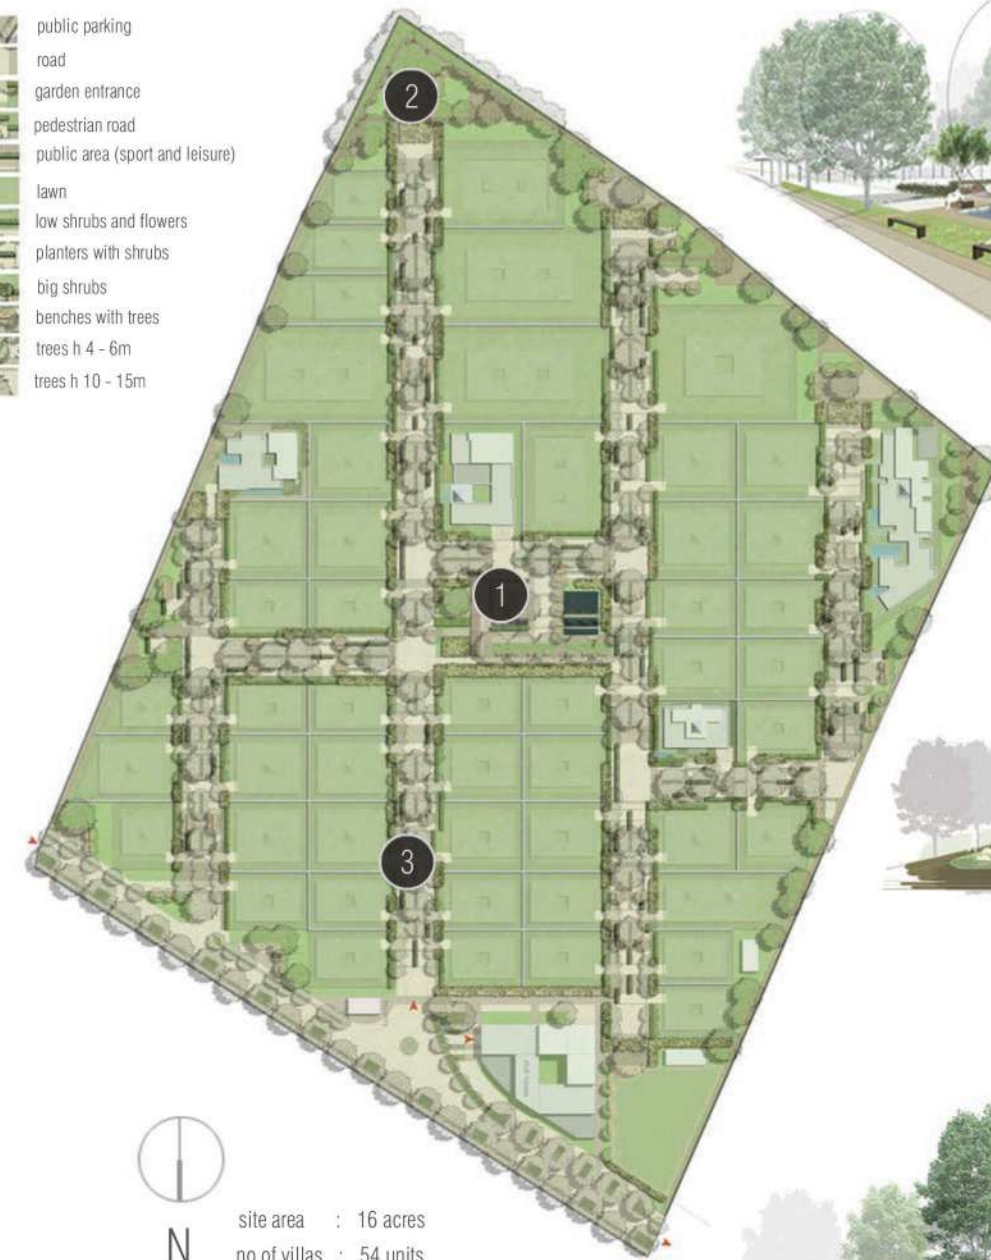 public parking
road
garden entrance
pedestrian road
public area (sport and leisure)
lawn
low shrubs and flowers
planters with shrubs
big shrubs
benches with trees
trees h 4 - 6m
trees h 10 - 15m
2
1
3
N
site area : 16 acres
no of villas : 54 units